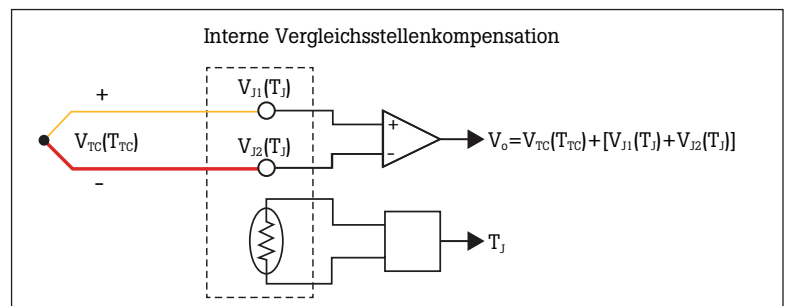 Interne Vergleichsstellenkompensation
+
V_J1(T_J)
V_TC(T_TC)
+
−
V_o=V_TC(T_TC)+[V_J1(T_J)+V_J2(T_J)]
V_J2(T_J)
−
T_J